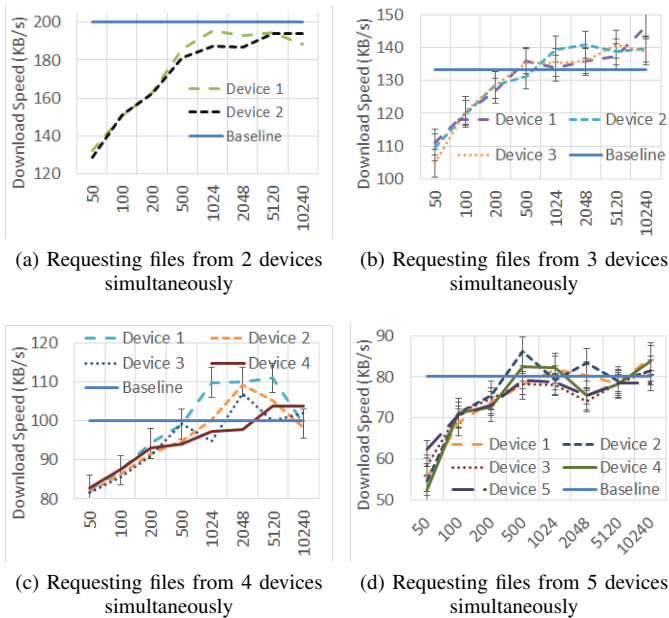 Download Speed (KB/s)
200
180
160
140
120
Device 1
Device 2
Baseline
50
100
200
500
1024
2048
5120
10240
(a) Requesting files from 2 devices
simultaneously
Download Speed (KB/s)
150
140
130
120
110
100
Device 1
Device 2
Device 3
Baseline
50
100
200
500
1024
2048
5120
10240
(b) Requesting files from 3 devices
simultaneously
Download Speed (KB/s)
120
110
100
90
80
Device 1
Device 2
Device 3
Device 4
Baseline
50
100
200
500
1024
2048
5120
10240
(c) Requesting files from 4 devices
simultaneously
Download Speed (KB/s)
90
80
70
60
50
Device 1
Device 2
Device 3
Device 4
Device 5
Baseline
50
100
200
500
1024
2048
5120
10240
(d) Requesting files from 5 devices
simultaneously